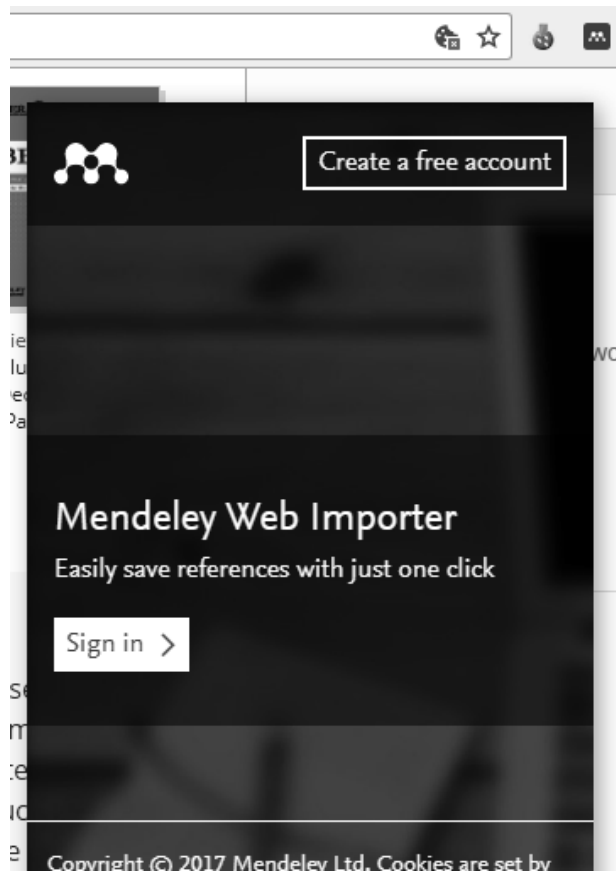 Create a free account
Mendeley Web Importer
Easily save references with just one click
Sign in
Copyright © 2017 Mendeley Ltd. Cookies are set by